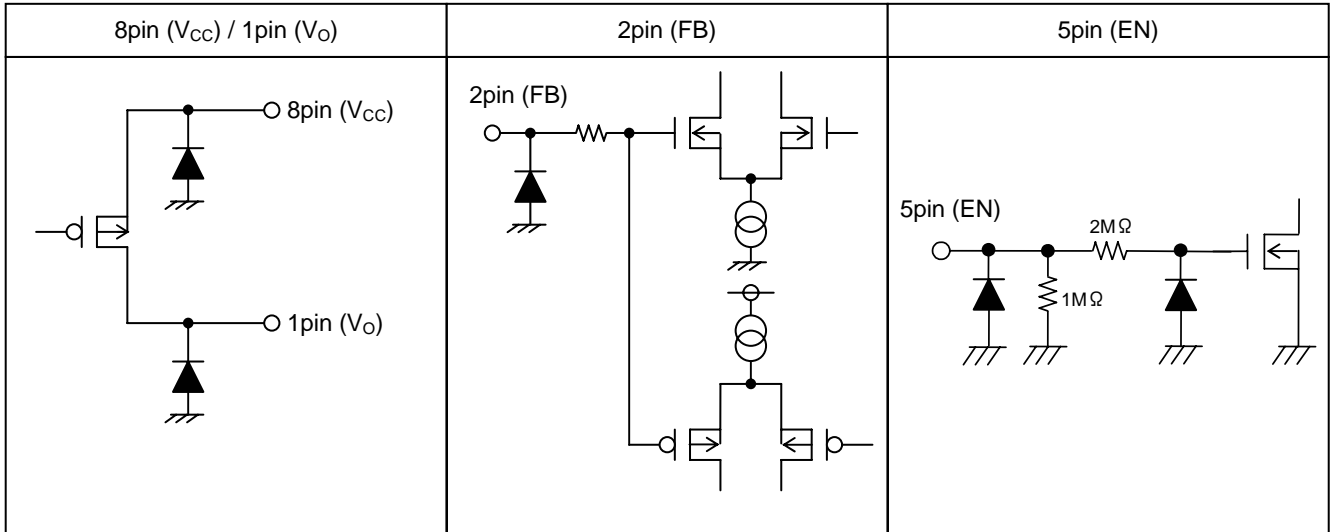 8pin (VCC) / 1pin (VO)
2pin (FB)
5pin (EN)
8pin (VCC)
1pin (VO)
2pin (FB)
5pin (EN)
2MΩ
1MΩ